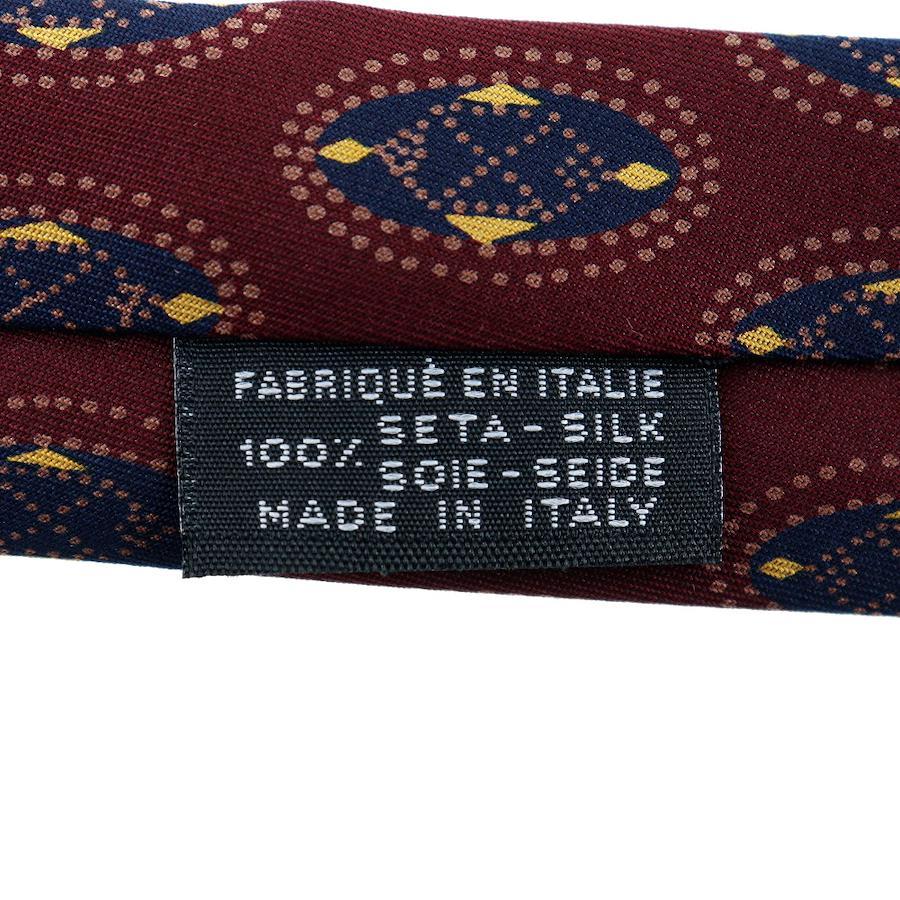 FABRIQUÉ EN ITALIE
SETA - SILK
100%
SOIE - SEIDE
MADE IN ITALY